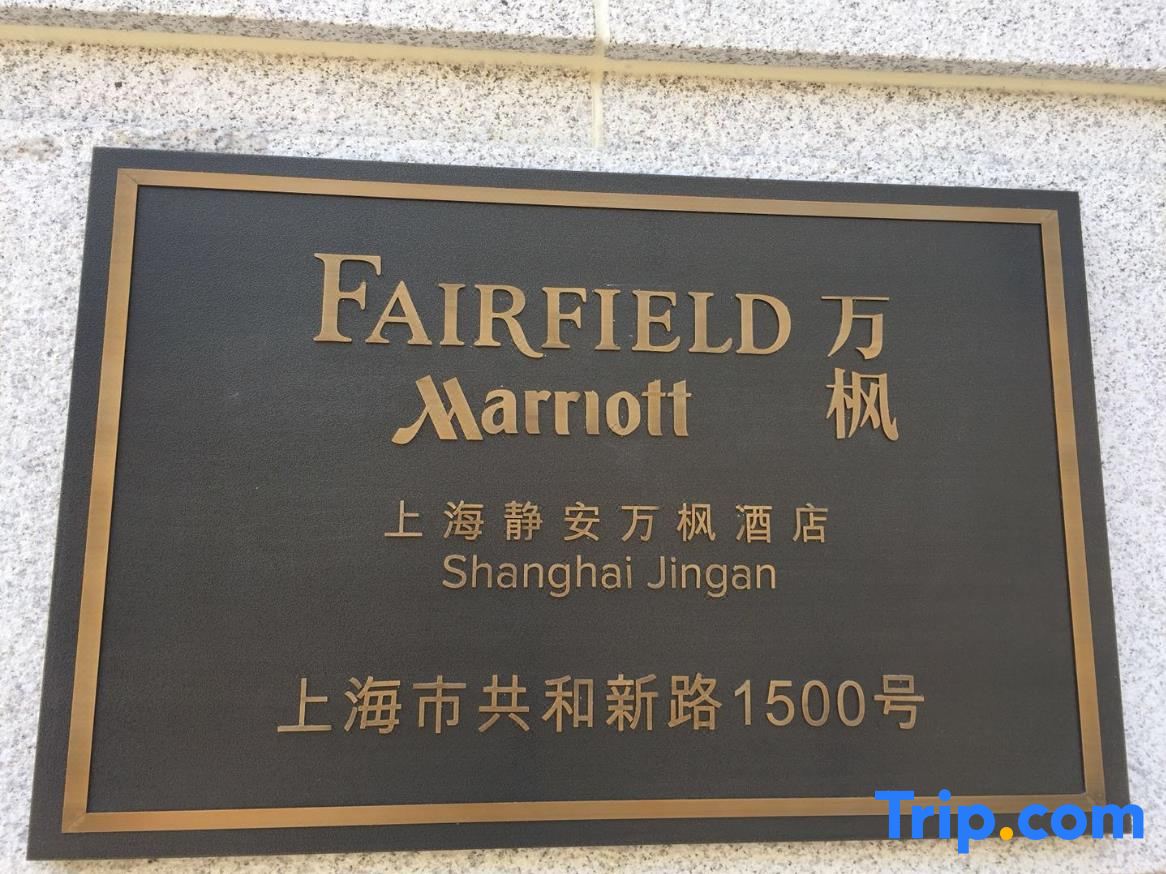 FAIRFIELD 万枫
Marriott
上海静安万枫酒店
Shanghai Jingan
上海市共和新路1500号
Trip.com